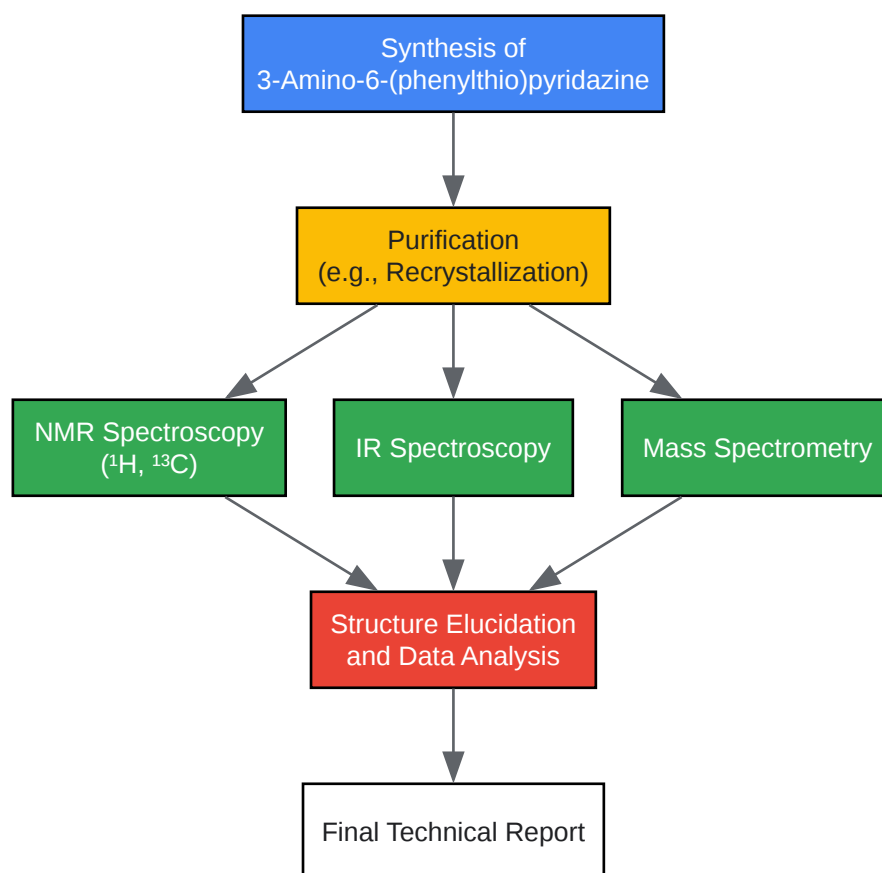 Synthesis of
3-Amino-6-(phenylthio)pyridazine
Purification
(e.g., Recrystallization)
NMR Spectroscopy
(¹H, ¹³C)
IR Spectroscopy
Mass Spectrometry
Structure Elucidation
and Data Analysis
Final Technical Report